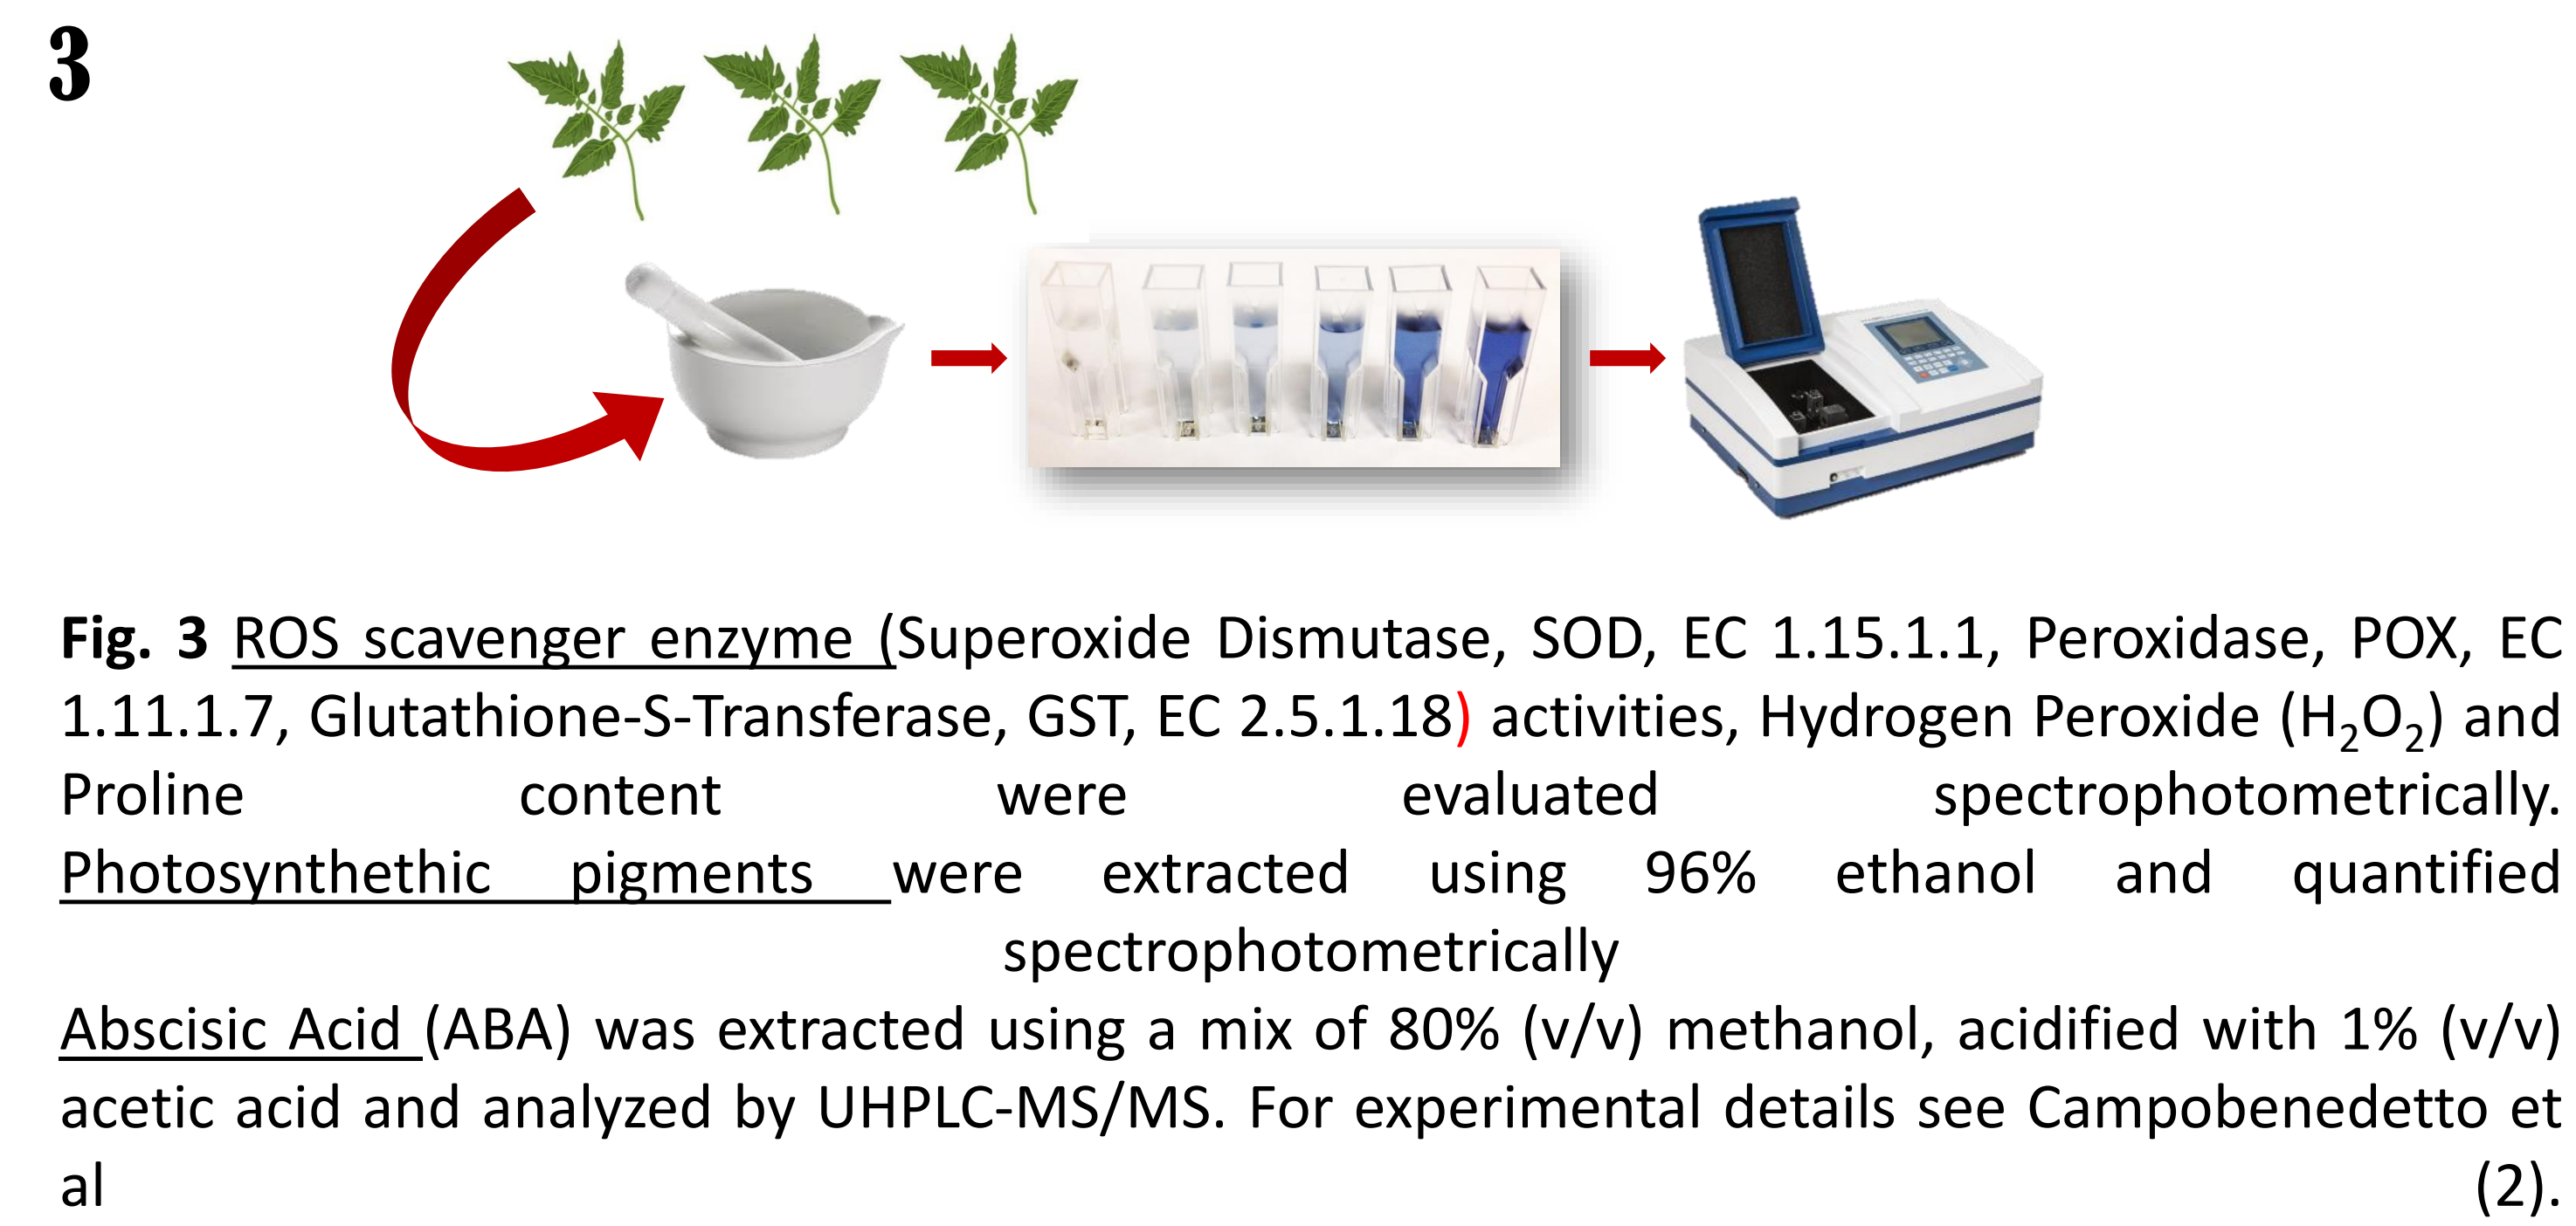 3
Fig. 3 ROS scavenger enzyme (Superoxide Dismutase, SOD, EC 1.15.1.1, Peroxidase, POX, EC
1.11.1.7, Glutathione-S-Transferase, GST, EC 2.5.1.18) activities, Hydrogen Peroxide (H₂O₂) and
Proline content were evaluated spectrophotometrically.
Photosynthethic pigments were extracted using 96% ethanol and quantified
spectrophotometrically
Abscisic Acid (ABA) was extracted using a mix of 80% (v/v) methanol, acidified with 1% (v/v)
acetic acid and analyzed by UHPLC-MS/MS. For experimental details see Campobenedetto et
al (2).